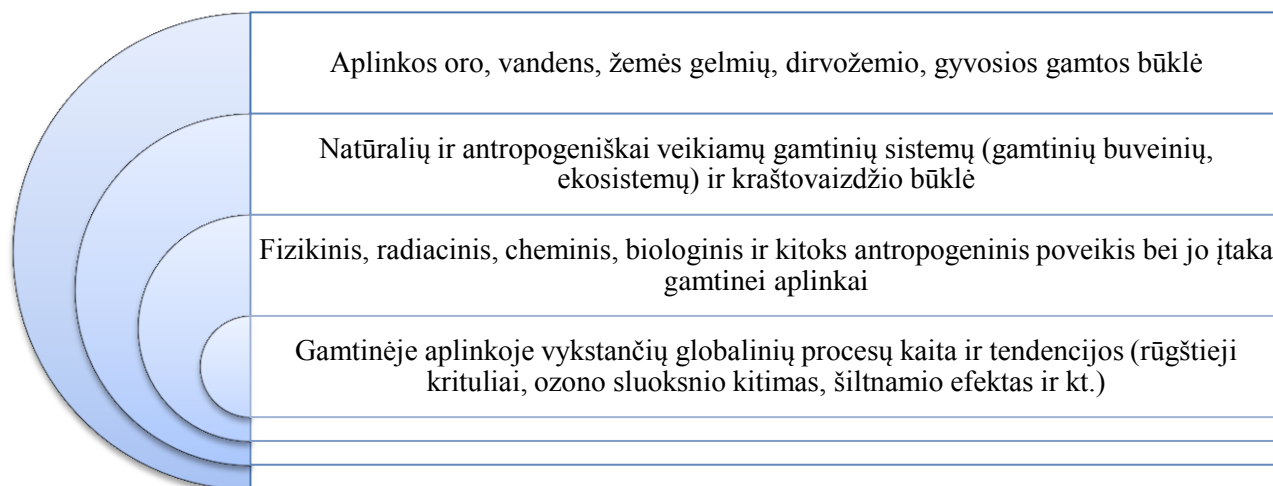 Aplinkos oro, vandens, žemės gelmių, dirvožemio, gyvosios gamtos būklė
Natūralių ir antropogeniškai veikiamų gamtinių sistemų (gamtinių buveinių,
ekosistemų) ir kraštovaizdžio būklė
Fizikinis, radiacinis, cheminis, biologinis ir kitoks antropogeninis poveikis bei jo įtaka
gamtinei aplinkai
Gamtinėje aplinkoje vykstančių globalinių procesų kaita ir tendencijos (rūgštieji
krituliai, ozono sluoksnio kitimas, šiltnamio efektas ir kt.)